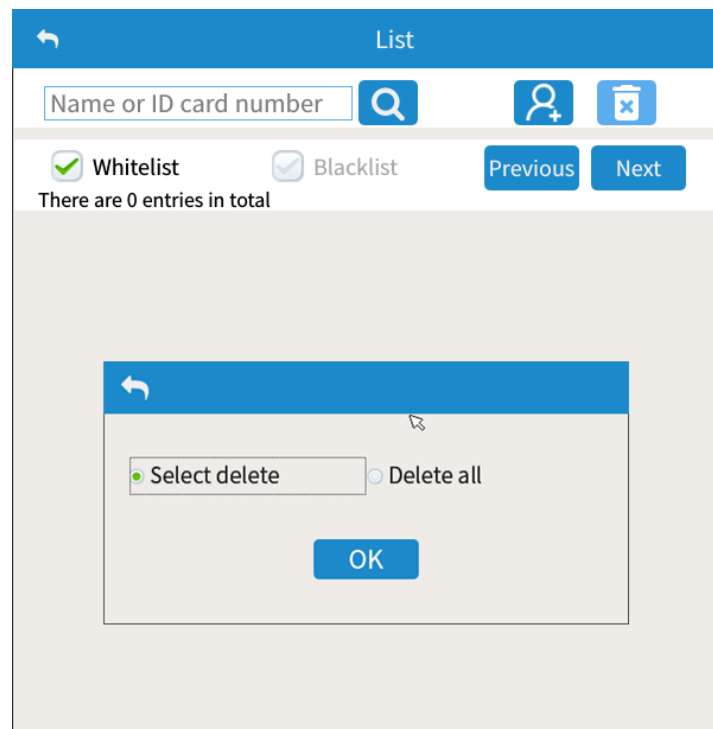 List
Name or ID card number
Whitelist Blacklist Previous Next
There are 0 entries in total
Select delete Delete all
OK